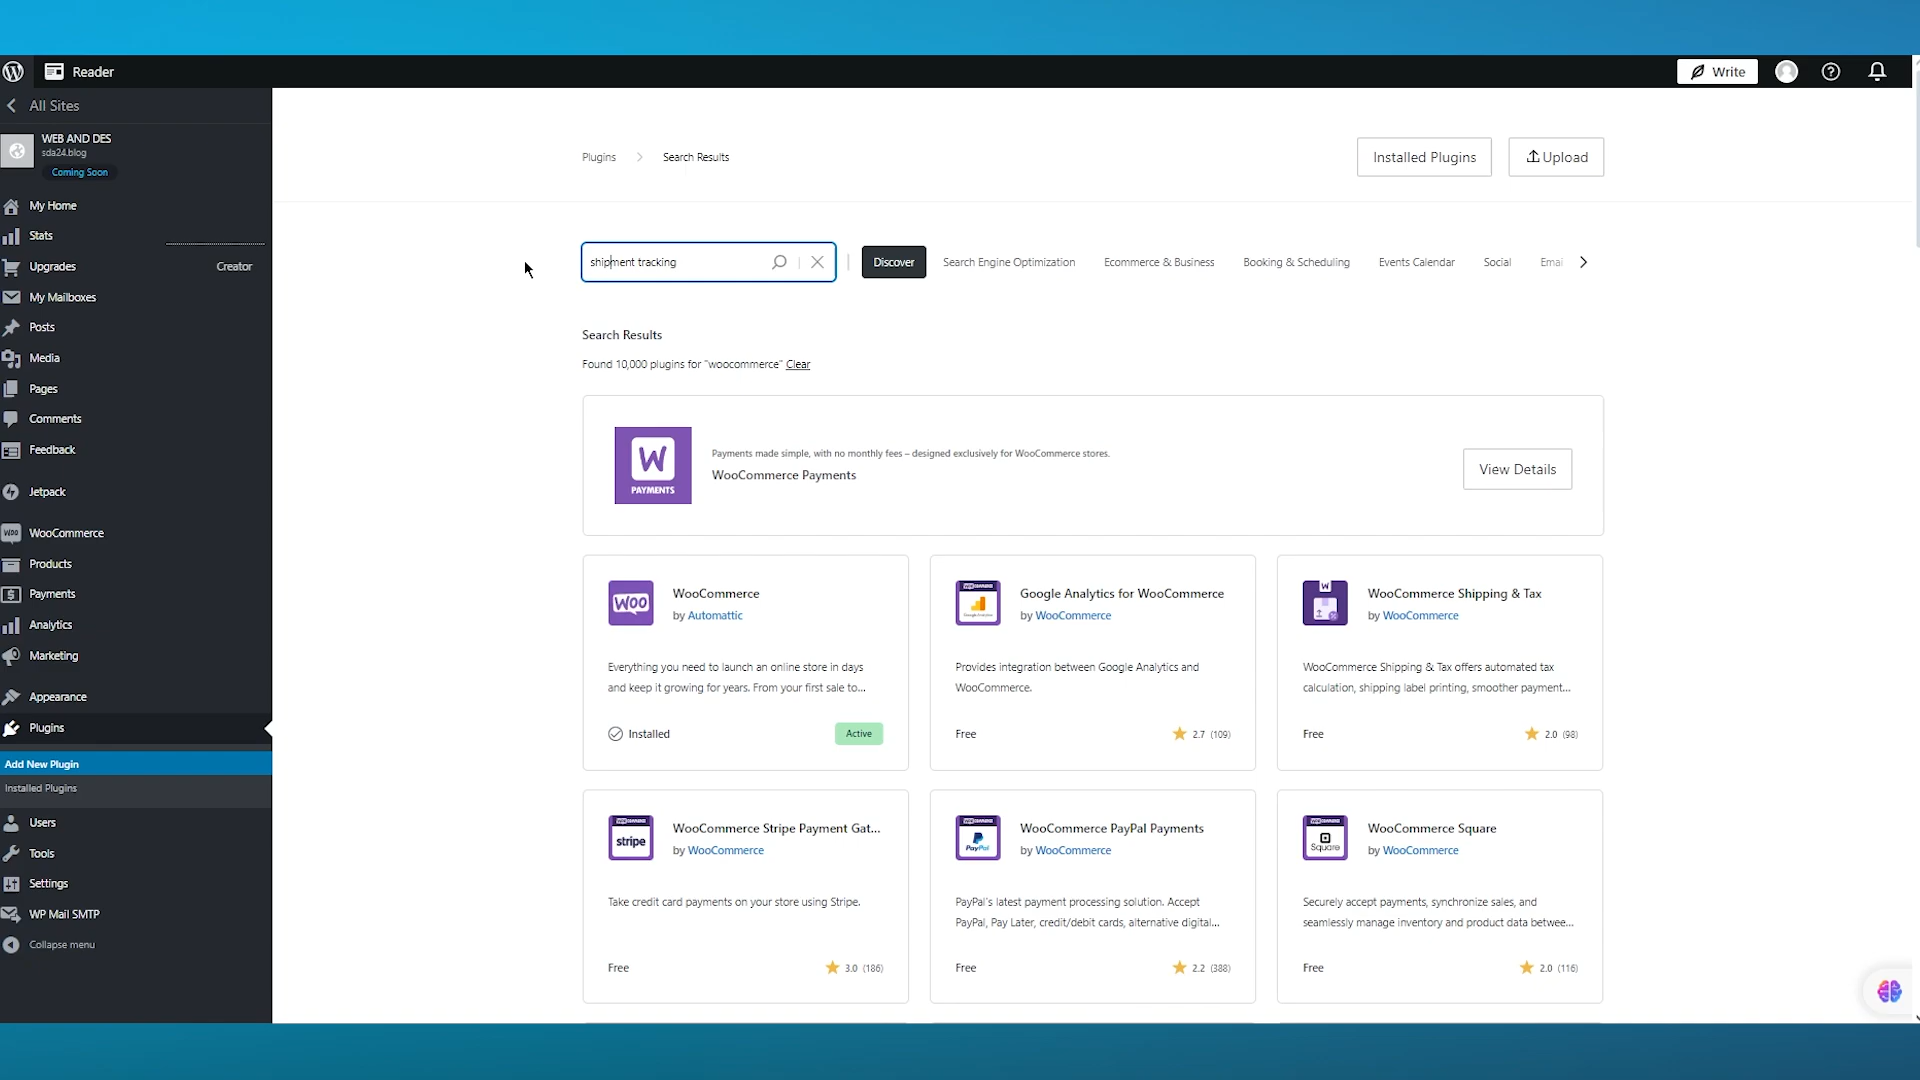 Reader
Write
All Sites
WEB AND DES
sda24.blog
Coming Soon
My Home
Stats
Upgrades
Creator
My Mailboxes
Posts
Media
Pages
Comments
Feedback
Jetpack
WooCommerce
Products
Payments
Analytics
Marketing
Appearance
Plugins
Add New Plugin
Installed Plugins
Users
Tools
Settings
WP Mail SMTP
Collapse menu
Plugins
Search Results
Installed Plugins
Upload
shipment tracking
Discover
Search Engine Optimization
Ecommerce & Business
Booking & Scheduling
Events Calendar
Social
Emai
Search Results
Found 10,000 plugins for "woocommerce" Clear
W
PAYMENTS
Payments made simple, with no monthly fees – designed exclusively for WooCommerce stores.
WooCommerce Payments
View Details
WOO
WooCommerce
by Automattic
Everything you need to launch an online store in days
and keep it growing for years. From your first sale to...
Installed
Active
Google Analytics for WooCommerce
by WooCommerce
Provides integration between Google Analytics and
WooCommerce.
Free
2.7 (109)
W
WooCommerce Shipping & Tax
by WooCommerce
WooCommerce Shipping & Tax offers automated tax
calculation, shipping label printing, smoother payment...
Free
2.0 (98)
stripe
WooCommerce Stripe Payment Gat...
by WooCommerce
Take credit card payments on your store using Stripe.
Free
3.0 (186)
PayPal
WooCommerce PayPal Payments
by WooCommerce
PayPal's latest payment processing solution. Accept
PayPal, Pay Later, credit/debit cards, alternative digital...
Free
2.2 (388)
Square
WooCommerce Square
by WooCommerce
Securely accept payments, synchronize sales, and
seamlessly manage inventory and product data betwee...
Free
2.0 (116)